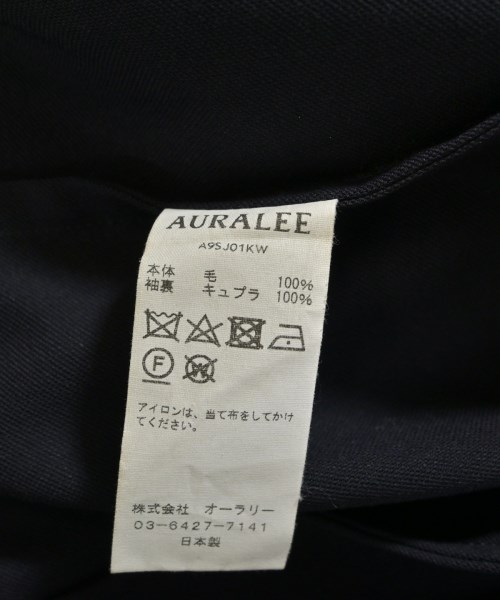 AURALEE
A9SJ01KW
本体 毛 100%
袖裏 キュプラ 100%
F W
アイロンは、当て布をしてかけ
てください。
株式会社 オーラリー
03-6427-7141
日本製